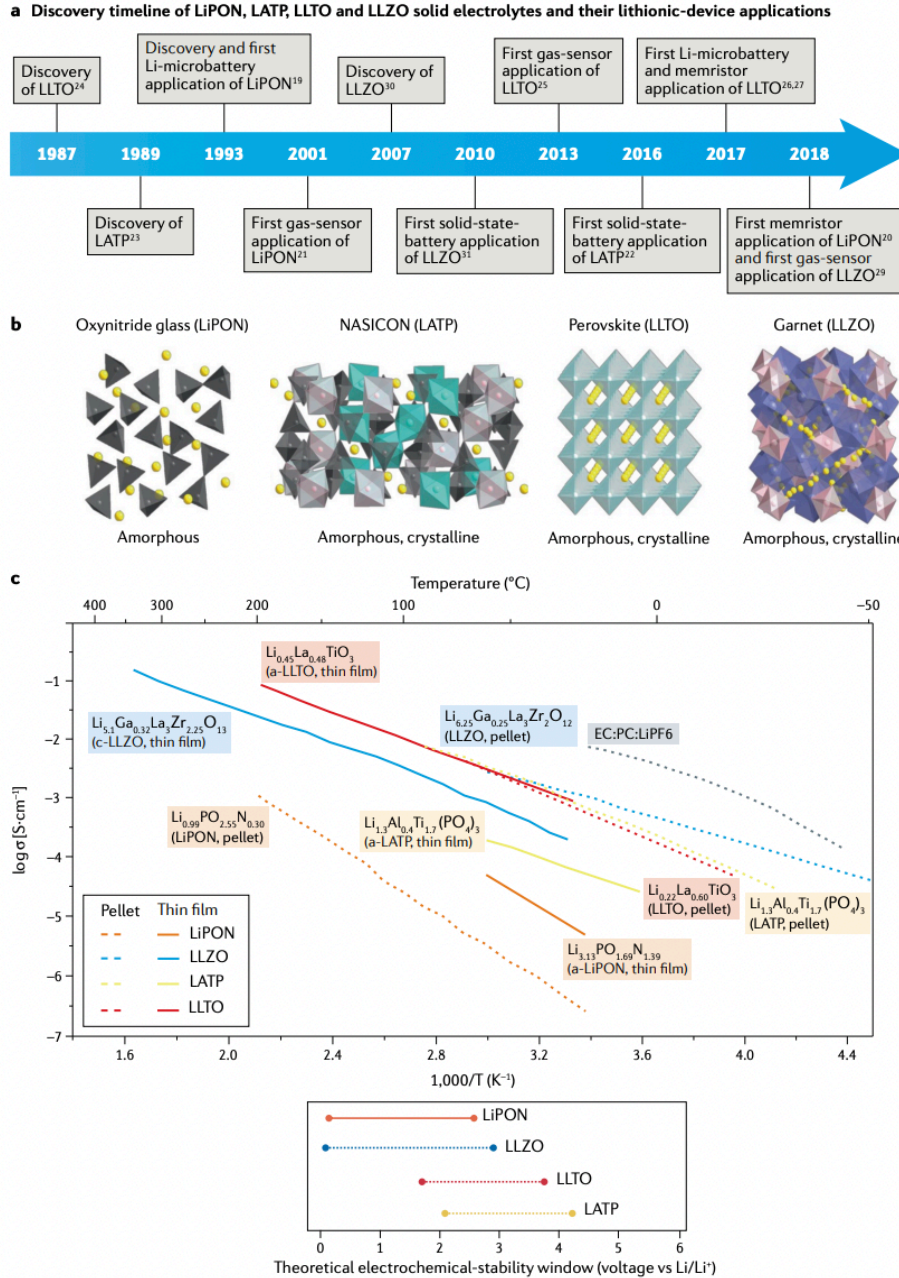 a Discovery timeline of LiPON, LATP, LLTO and LLZO solid electrolytes and their lithionic-device applications
Discovery
of LLTO²⁴
Discovery and first
Li-microbattery
application of LiPON¹⁹
Discovery of
LLZO³⁰
First gas-sensor
application of
LLTO²⁵
First Li-microbattery
and memristor
application of LLTO²⁶,²⁷
1987 1989 1993 2001 2007 2010 2013 2016 2017 2018
Discovery of
LATP²³
First gas-sensor
application of
LiPON²¹
First solid-state-
battery application
of LLZO³¹
First solid-state-
battery application
of LATP²²
First memristor
application of LiPON²⁰
and first gas-sensor
application of LLZO²⁹
b
Oxynitride glass (LiPON) NASICON (LATP) Perovskite (LLTO) Garnet (LLZO)
Amorphous Amorphous, crystalline Amorphous, crystalline Amorphous, crystalline
c
Temperature (°C)
400 300 200 100 0 −50
Li₀.₄₅La₀.₄₈TiO₃
(a-LLTO, thin film)
Li₅.₁Ga₀.₃₂La₃Zr₂.₂₅O₁₃
(c-LLZO, thin film)
Li₆.₂₅Ga₀.₂₅La₃Zr₂O₁₂
(LLZO, pellet)
EC:PC:LiPF6
Li₀.₉₉PO₂.₅₅N₀.₃₀
(LiPON, pellet)
Li₁.₃Al₀.₄Ti₁.₇(PO₄)₃
(a-LATP, thin film)
Li₀.₂₂La₀.₆₀TiO₃
(LLTO, pellet)
Li₁.₃Al₀.₄Ti₁.₇(PO₄)₃
(LATP, pellet)
Li₃.₁₃PO₁.₆₉N₁.₃₉
(a-LiPON, thin film)
log σ [S·cm⁻¹]
−1
−2
−3
−4
−5
−6
−7
Pellet Thin film
LiPON
LLZO
LATP
LLTO
1.6 2.0 2.4 2.8 3.2 3.6 4.0 4.4
1,000/T (K⁻¹)
LiPON
LLZO
LLTO
LATP
0 1 2 3 4 5 6
Theoretical electrochemical-stability window (voltage vs Li/Li⁺)